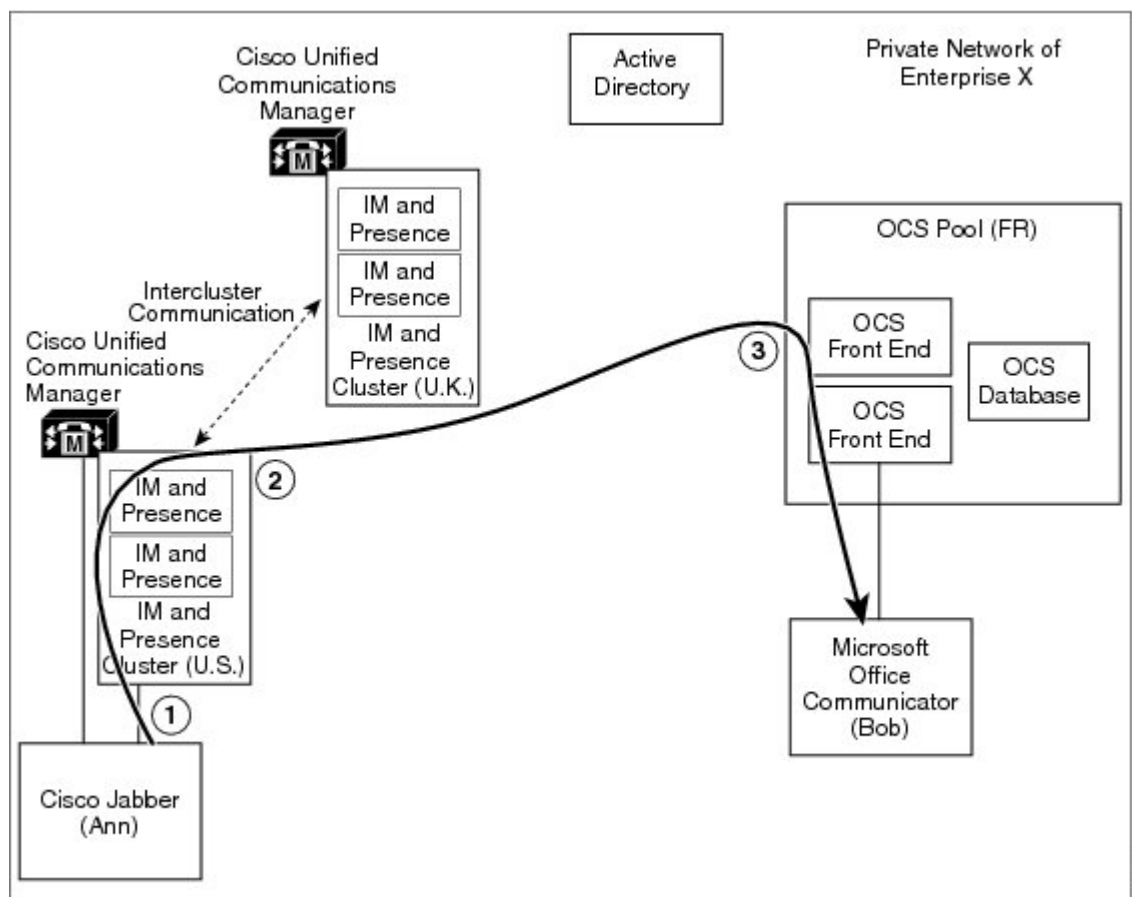 Cisco Unified
Communications
Manager
M
Active
Directory
Private Network of
Enterprise X
IM and
Presence
IM and
Presence
IM and
Presence
Cluster (U.K.)
Intercluster
Communication
Cisco Unified
Communications
Manager
M
OCS Pool (FR)
OCS
Front End
OCS
Front End
OCS
Database
3
2
IM and
Presence
IM and
Presence
IM and
Presence
Cluster (U.S.)
1
Microsoft
Office
Communicator
(Bob)
Cisco Jabber
(Ann)